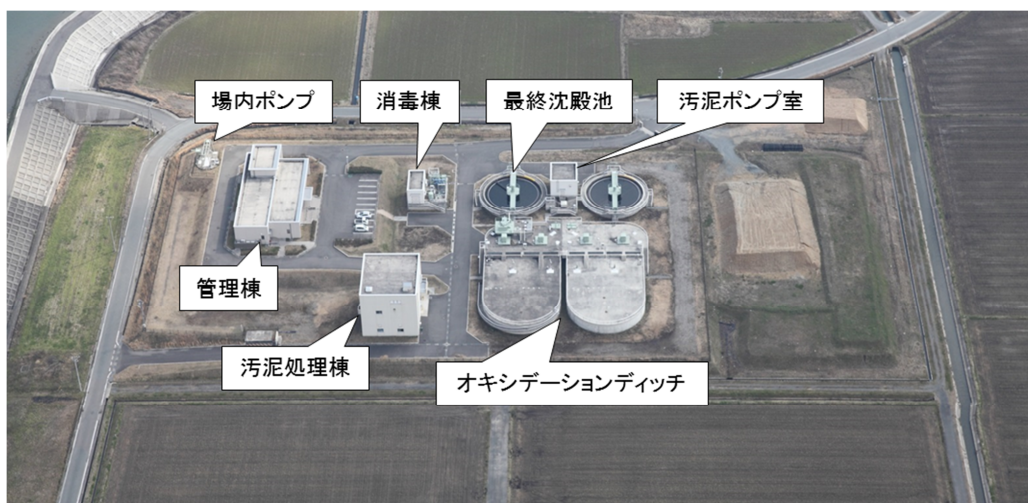 場内ポンプ
消毒棟
最終沈殿池
汚泥ポンプ室
管理棟
汚泥処理棟
オキシデーションディッチ